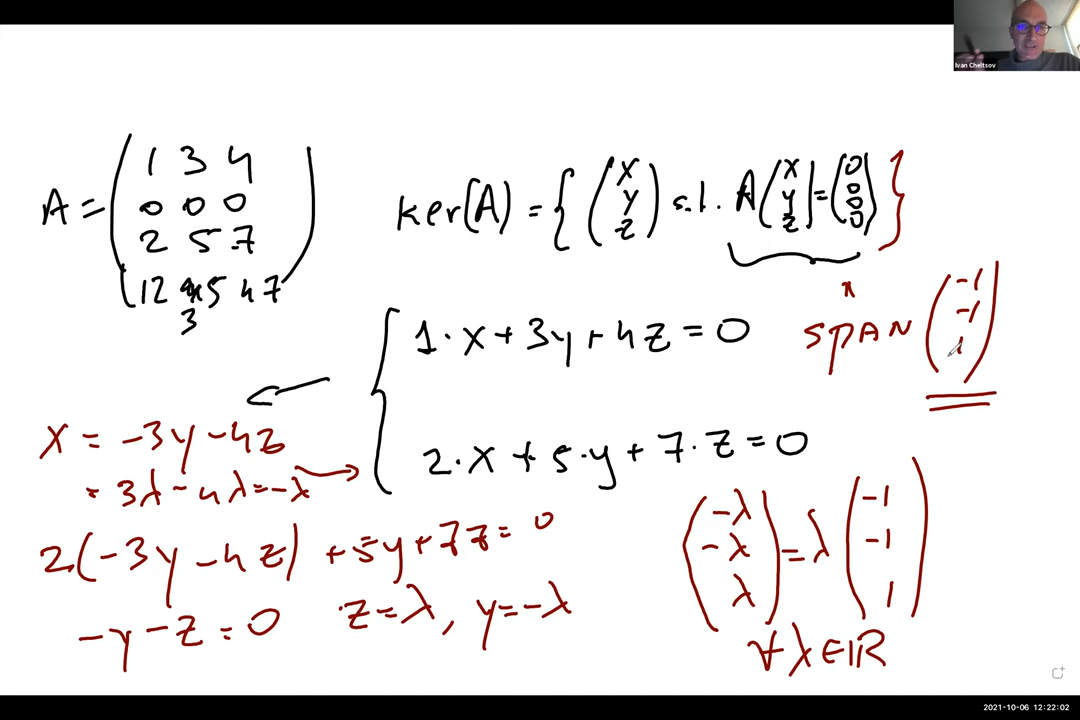 Ivan Cheltsov
A = ( 1 3 4
0 0 0
2 5 7
12 5 47 )
3
ker(A) = { ( x y z ) s.t. A ( x y z ) = ( 0 0 0 ) }
1·x + 3y + 4z = 0
SPAN ( -1 -1 1 )
2·x + 5·y + 7·z = 0
x = -3y - 4z
= 3λ - 4λ = -λ
2(-3y - 4z) + 5y + 7z = 0
-y - z = 0
z = λ, y = -λ
( -λ -λ λ ) = λ ( -1 -1 1 )
∀ λ ∈ ℝ
2021-10-06 12:22:02